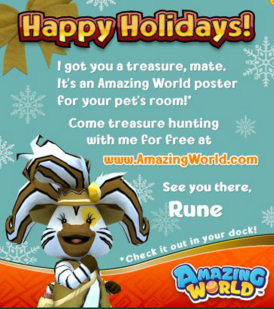 Happy Holidays!
I got you a treasure, mate.
It's an Amazing World poster
for your pet's room!*
Come treasure hunting
with me for free at
www.AmazingWorld.com
See you there,
Rune
*Check it out in your dock!
AMAZING
WORLD